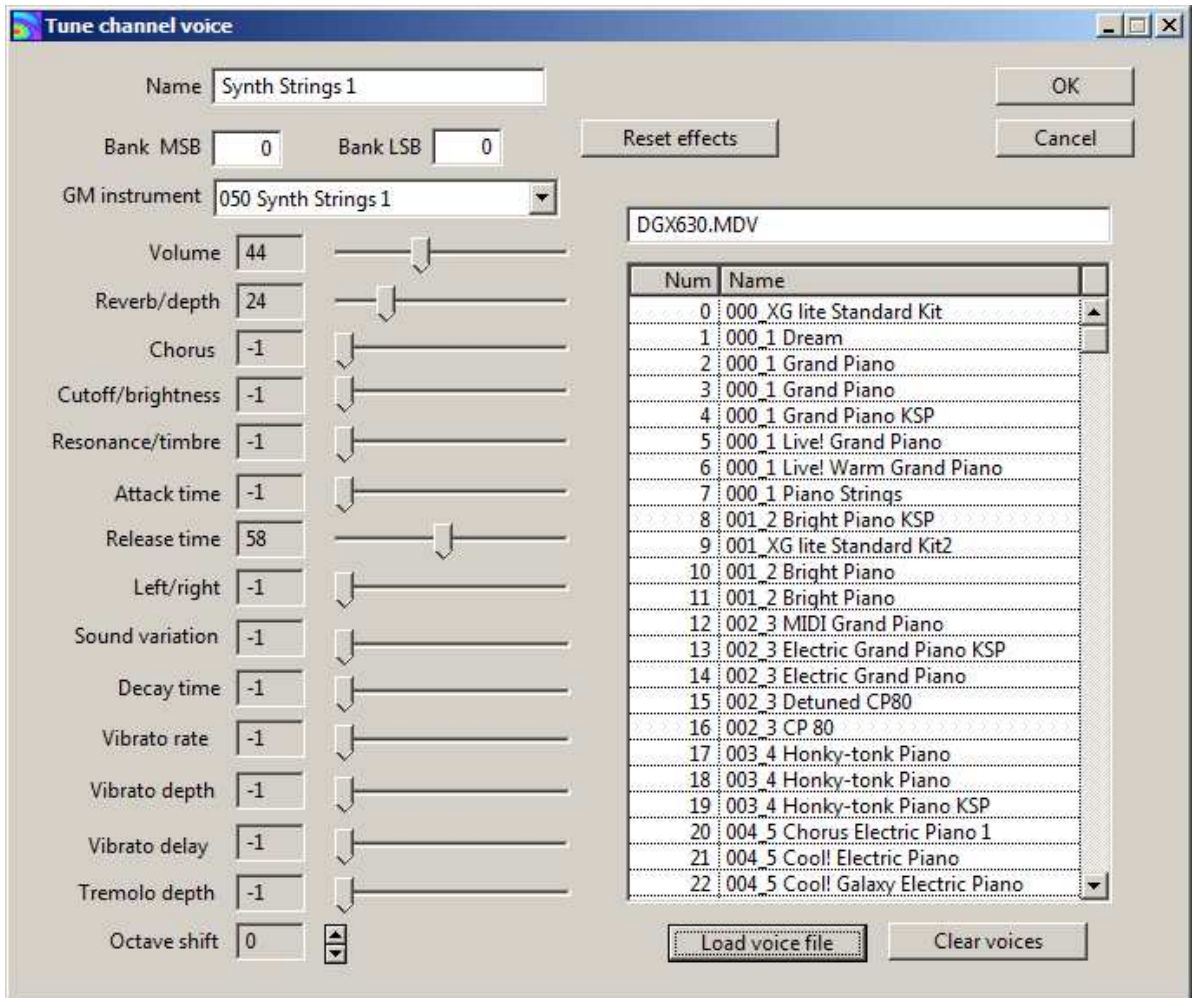 Tune channel voice
Name Synth Strings 1
OK
Bank MSB 0 Bank LSB 0
Reset effects
Cancel
GM instrument 050 Synth Strings 1
Volume 44
Reverb/depth 24
Chorus -1
Cutoff/brightness -1
Resonance/timbre -1
Attack time -1
Release time 58
Left/right -1
Sound variation -1
Decay time -1
Vibrato rate -1
Vibrato depth -1
Vibrato delay -1
Tremolo depth -1
Octave shift 0
DGX630.MDV
Num Name
0 000_XG lite Standard Kit
1 000_1 Dream
2 000_1 Grand Piano
3 000_1 Grand Piano
4 000_1 Grand Piano KSP
5 000_1 Live! Grand Piano
6 000_1 Live! Warm Grand Piano
7 000_1 Piano Strings
8 001_2 Bright Piano KSP
9 001_XG lite Standard Kit2
10 001_2 Bright Piano
11 001_2 Bright Piano
12 002_3 MIDI Grand Piano
13 002_3 Electric Grand Piano KSP
14 002_3 Electric Grand Piano
15 002_3 Detuned CP80
16 002_3 CP 80
17 003_4 Honky-tonk Piano
18 003_4 Honky-tonk Piano
19 003_4 Honky-tonk Piano KSP
20 004_5 Chorus Electric Piano 1
21 004_5 Cool! Electric Piano
22 004_5 Cool! Galaxy Electric Piano
Load voice file
Clear voices